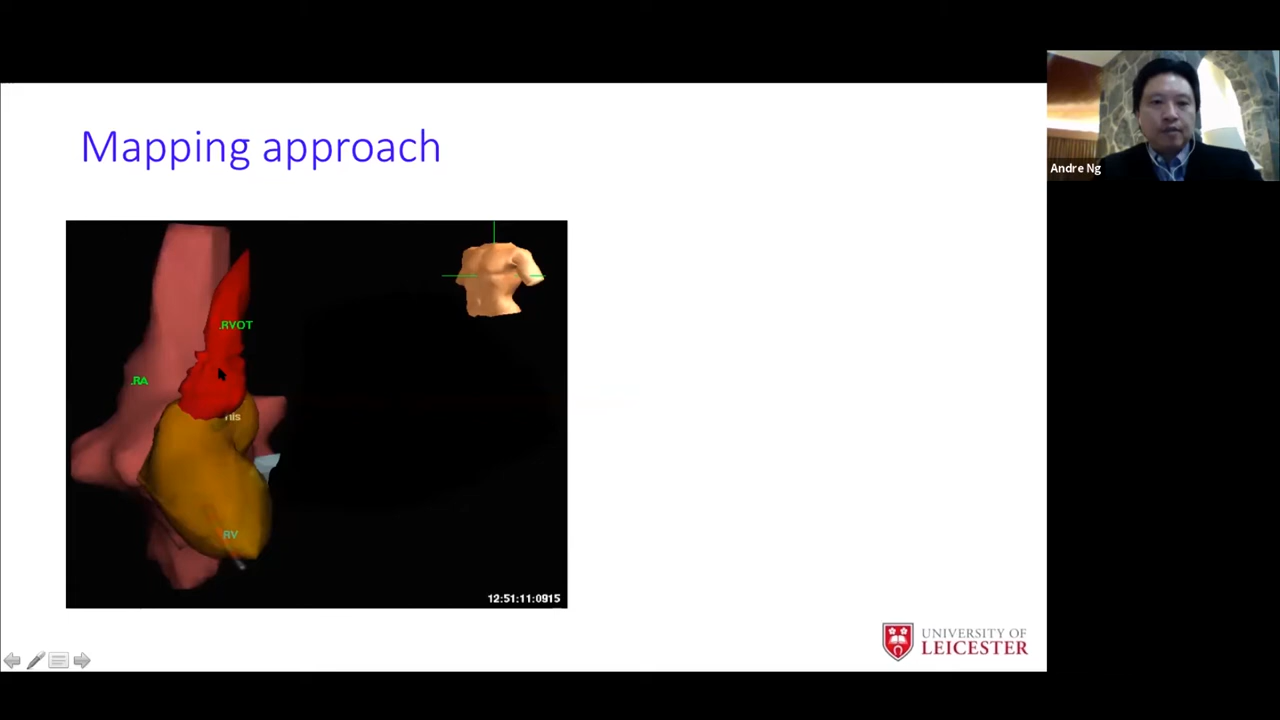 Mapping approach
Andre Ng
.RVOT
.RA
His
RV
12:51:11:0915
UNIVERSITY OF
LEICESTER